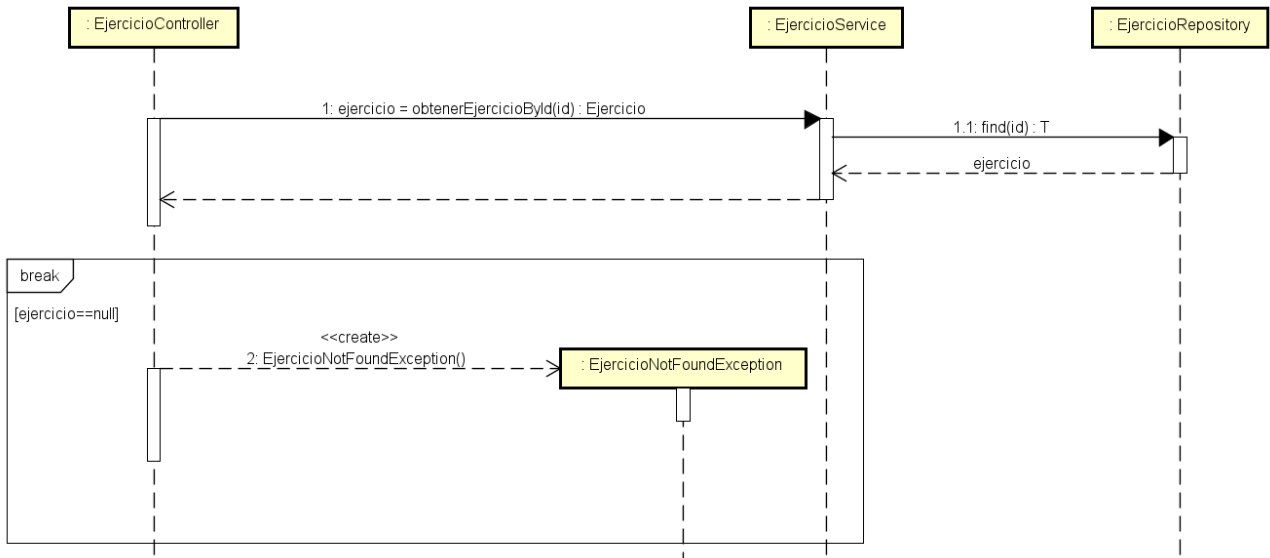 : EjercicioController
: EjercicioService
: EjercicioRepository
1: ejercicio = obtenerEjercicioById(id) : Ejercicio
1.1: find(id) : T
ejercicio
break
[ejercicio==null]
<<create>>
2: EjercicioNotFoundException()
: EjercicioNotFoundException